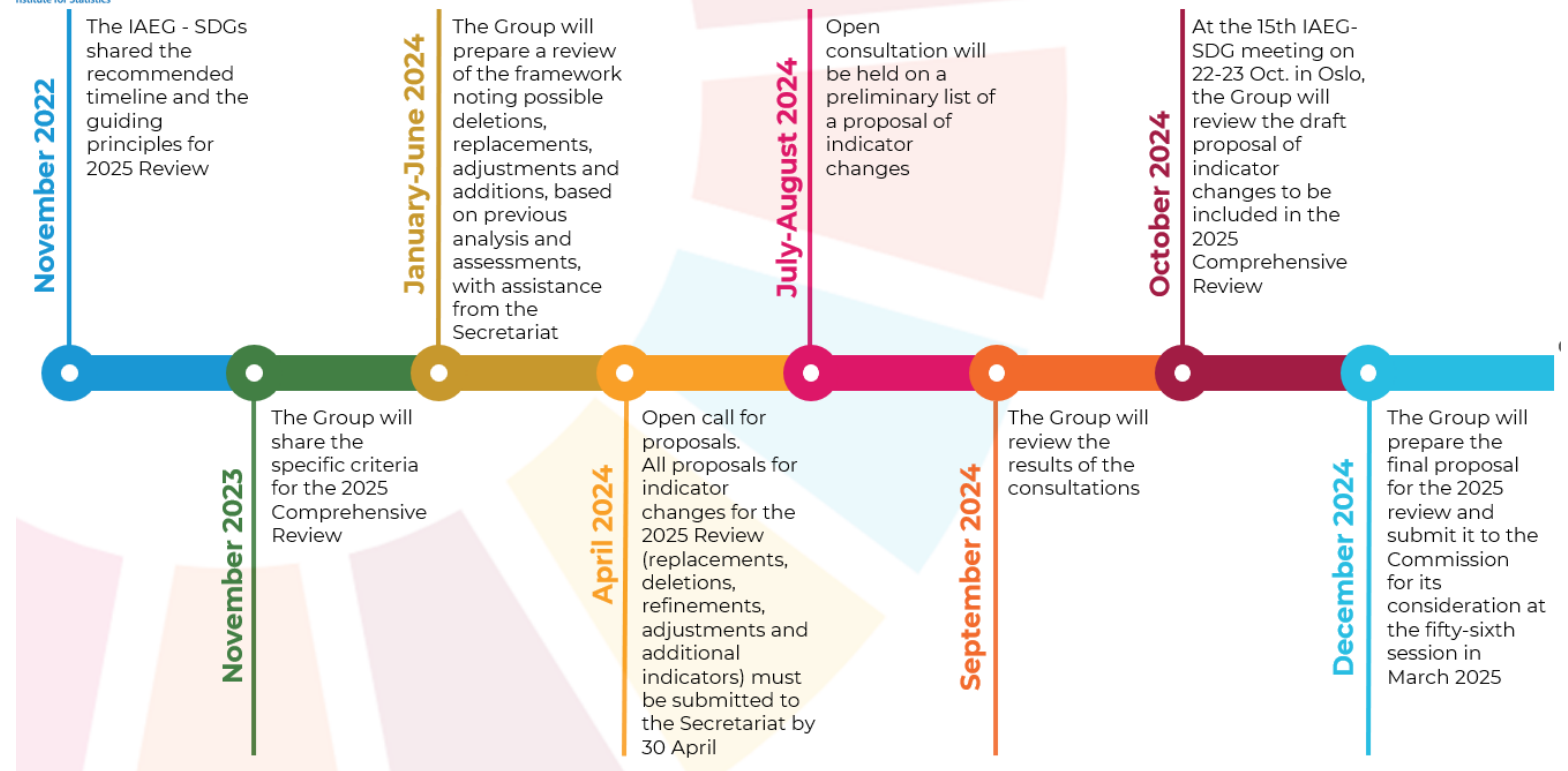 Institute for Statistics
November 2022
The IAEG - SDGs
shared the
recommended
timeline and the
guiding
principles for
2025 Review
November 2023
The Group will
share the
specific criteria
for the 2025
Comprehensive
Review
January-June 2024
The Group will
prepare a review
of the framework
noting possible
deletions,
replacements,
adjustments and
additions, based
on previous
analysis and
assessments,
with assistance
from the
Secretariat
April 2024
Open call for
proposals.
All proposals for
indicator
changes for the
2025 Review
(replacements,
deletions,
refinements,
adjustments and
additional
indicators) must
be submitted to
the Secretariat by
30 April
July-August 2024
Open
consultation will
be held on a
preliminary list of
a proposal of
indicator
changes
September 2024
The Group will
review the
results of the
consultations
October 2024
At the 15th IAEG-
SDG meeting on
22-23 Oct. in Oslo,
the Group will
review the draft
proposal of
indicator
changes to be
included in the
2025
Comprehensive
Review
December 2024
The Group will
prepare the
final proposal
for the 2025
review and
submit it to the
Commission
for its
consideration at
the fifty-sixth
session in
March 2025